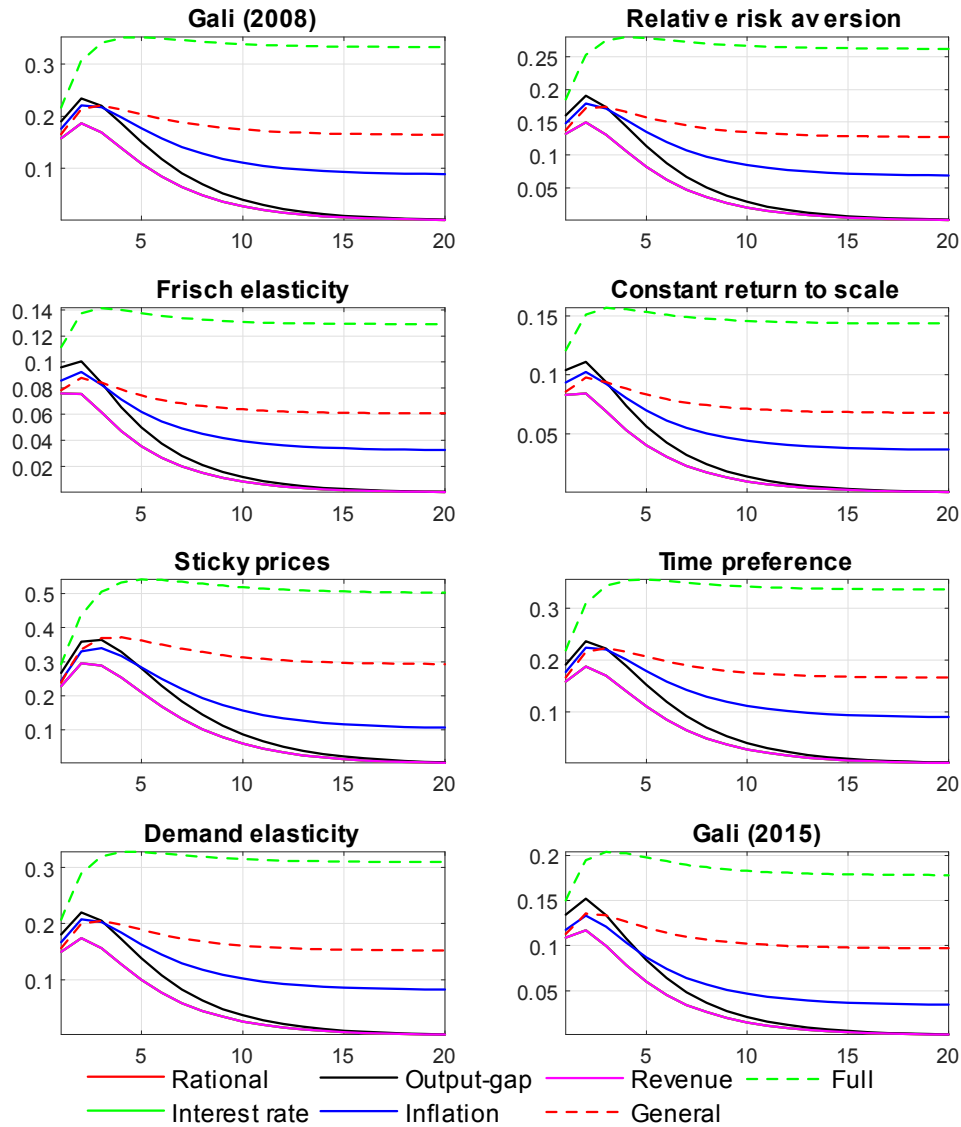 Gali (2008)
0.3
0.2
0.1
5 10 15 20
Relative risk aversion
0.25
0.2
0.15
0.1
0.05
5 10 15 20
Frisch elasticity
0.14
0.12
0.1
0.08
0.06
0.04
0.02
5 10 15 20
Constant return to scale
0.15
0.1
0.05
5 10 15 20
Sticky prices
0.5
0.4
0.3
0.2
0.1
5 10 15 20
Time preference
0.3
0.2
0.1
5 10 15 20
Demand elasticity
0.3
0.2
0.1
5 10 15 20
Gali (2015)
0.2
0.15
0.1
0.05
5 10 15 20
Rational Output-gap Revenue Full
Interest rate Inflation General